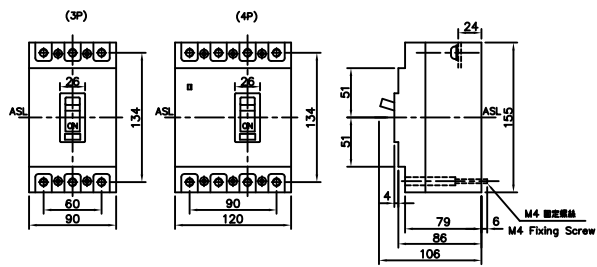 (3P)
(4P)
24
26
26
ASL
ON
134
ON
134
51
51
ASL
155
60
90
90
120
4
79
6
86
106
M4 固定螺絲
M4 Fixing Screw